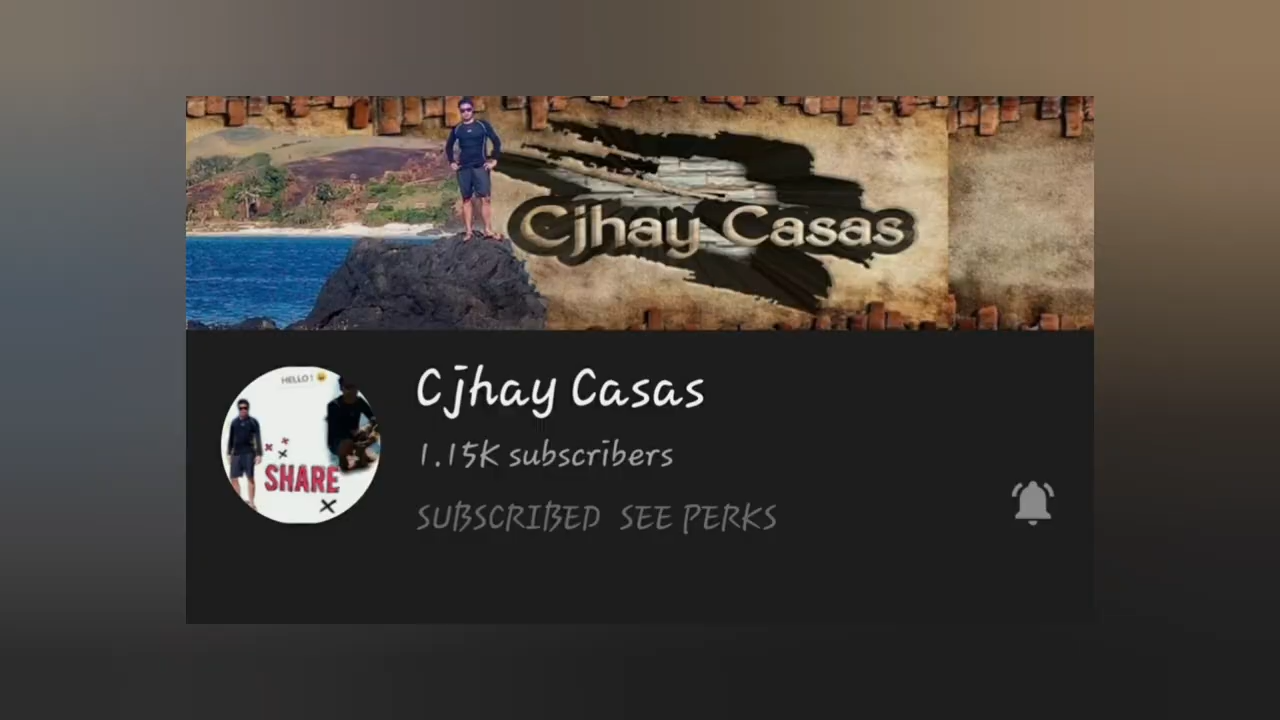 Cjhay Casas
HELLO!
SHARE
Cjhay Casas
1.15K subscribers
SUBSCRIBED SEE PERKS